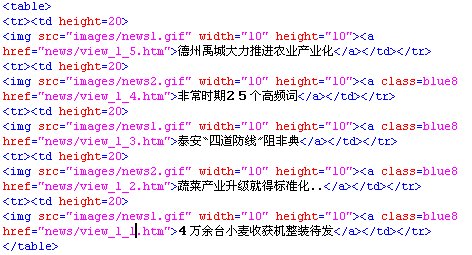 <table>
<tr><td height=20>
<img src="images/news1.gif" width="10" height="10"><a
href="news/view_1_5.htm">德州禹城大力推进农业产业化</a></td></tr>
<tr><td height=20>
<img src="images/news2.gif" width="10" height="10"><a class=blue8
href="news/view_1_4.htm">非常时期２５个高频词</a></td></tr>
<tr><td height=20>
<img src="images/news1.gif" width="10" height="10"><a class=blue8
href="news/view_1_3.htm">泰安“四道防线”阻非典</a></td></tr>
<tr><td height=20>
<img src="images/news2.gif" width="10" height="10"><a class=blue8
href="news/view_1_2.htm">蔬菜产业升级就得标准化..</a></td></tr>
<tr><td height=20>
<img src="images/news1.gif" width="10" height="10"><a class=blue8
href="news/view_1_1.htm">４万余台小麦收获机整装待发</a></td></tr>
</table>